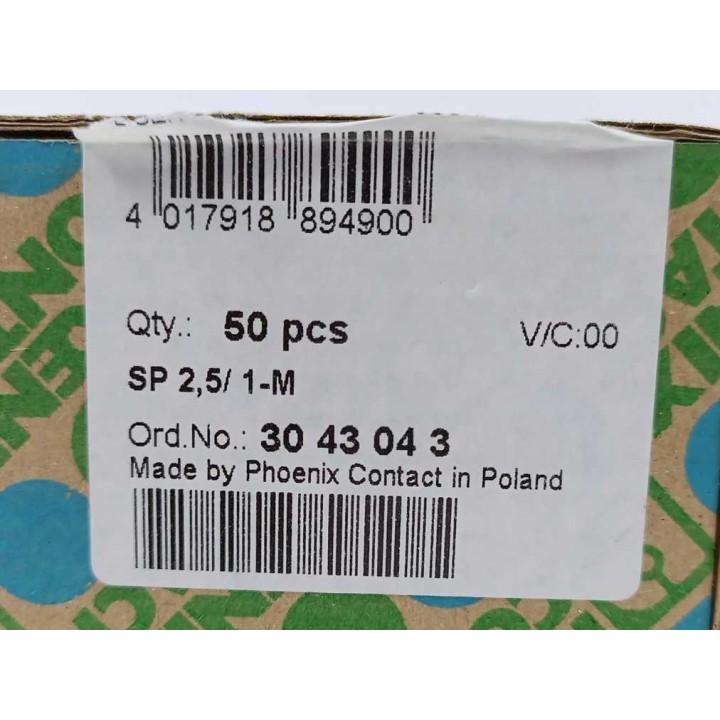 4 017918 894900
Qty.: 50 pcs V/C:00
SP 2,5/ 1-M
Ord.No.: 30 43 04 3
Made by Phoenix Contact in Poland